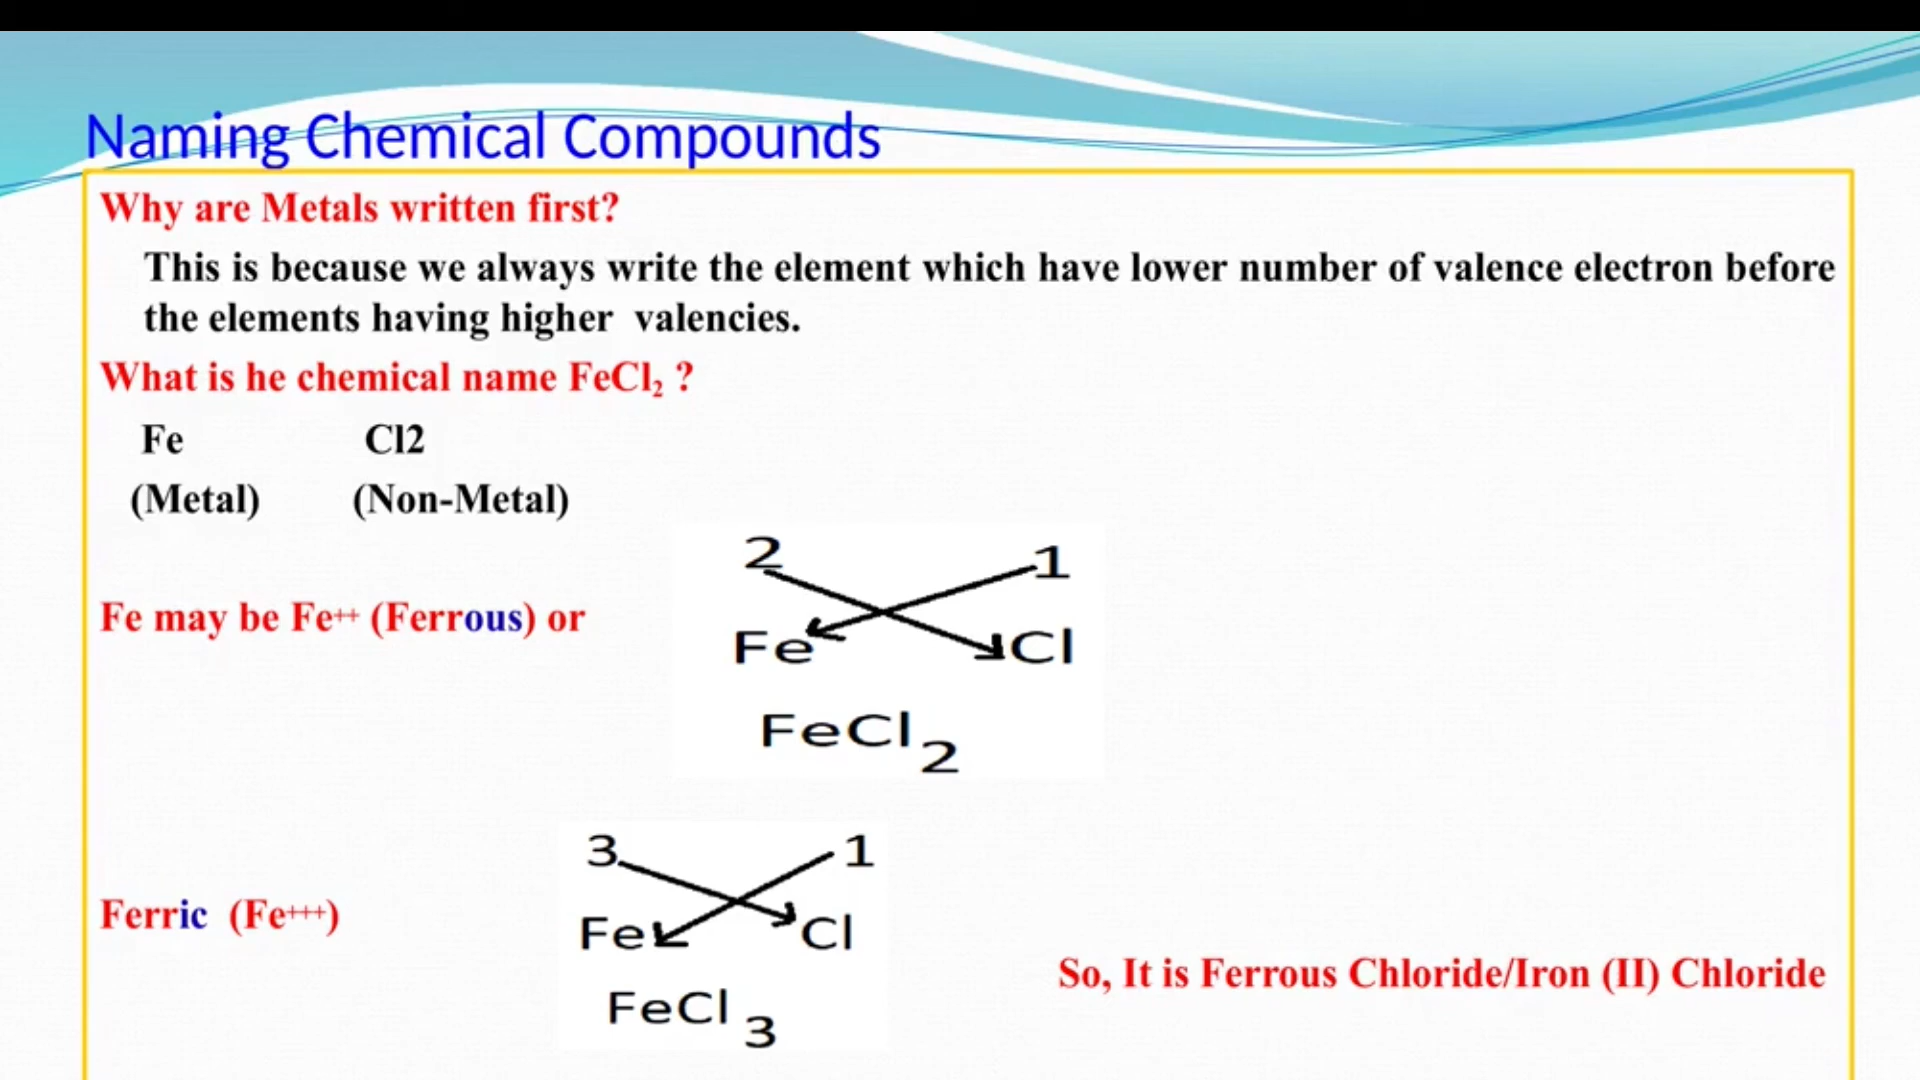 Naming Chemical Compounds
Why are Metals written first?
This is because we always write the element which have lower number of valence electron before
the elements having higher valencies.
What is he chemical name FeCl₂ ?
Fe Cl2
(Metal) (Non-Metal)
2 1
Fe may be Fe⁺⁺ (Ferrous) or
Fe Cl
FeCl₂
3 1
Ferric (Fe⁺⁺⁺)
Fe Cl
So, It is Ferrous Chloride/Iron (II) Chloride
FeCl₃